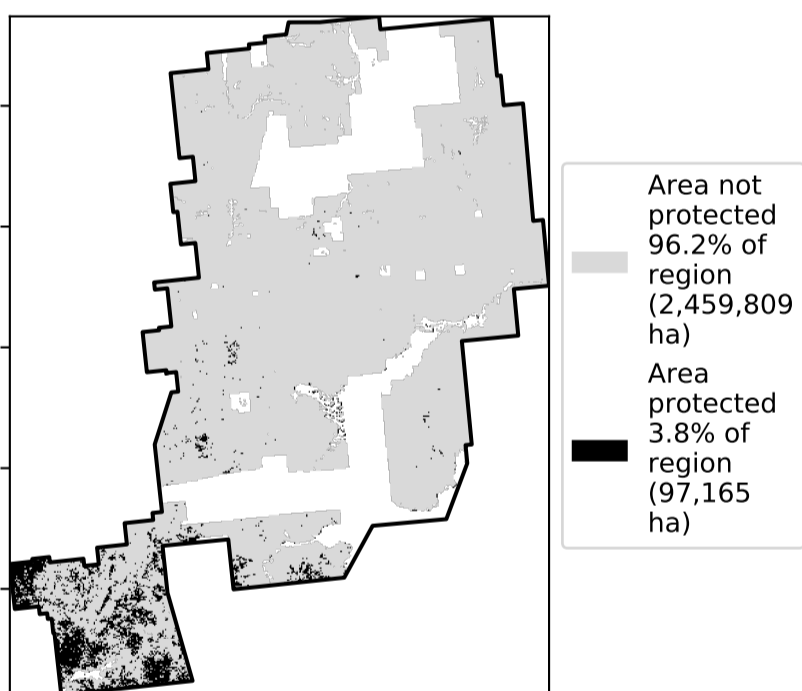 Area not
protected
96.2% of
region
(2,459,809
ha)
Area
protected
3.8% of
region
(97,165
ha)